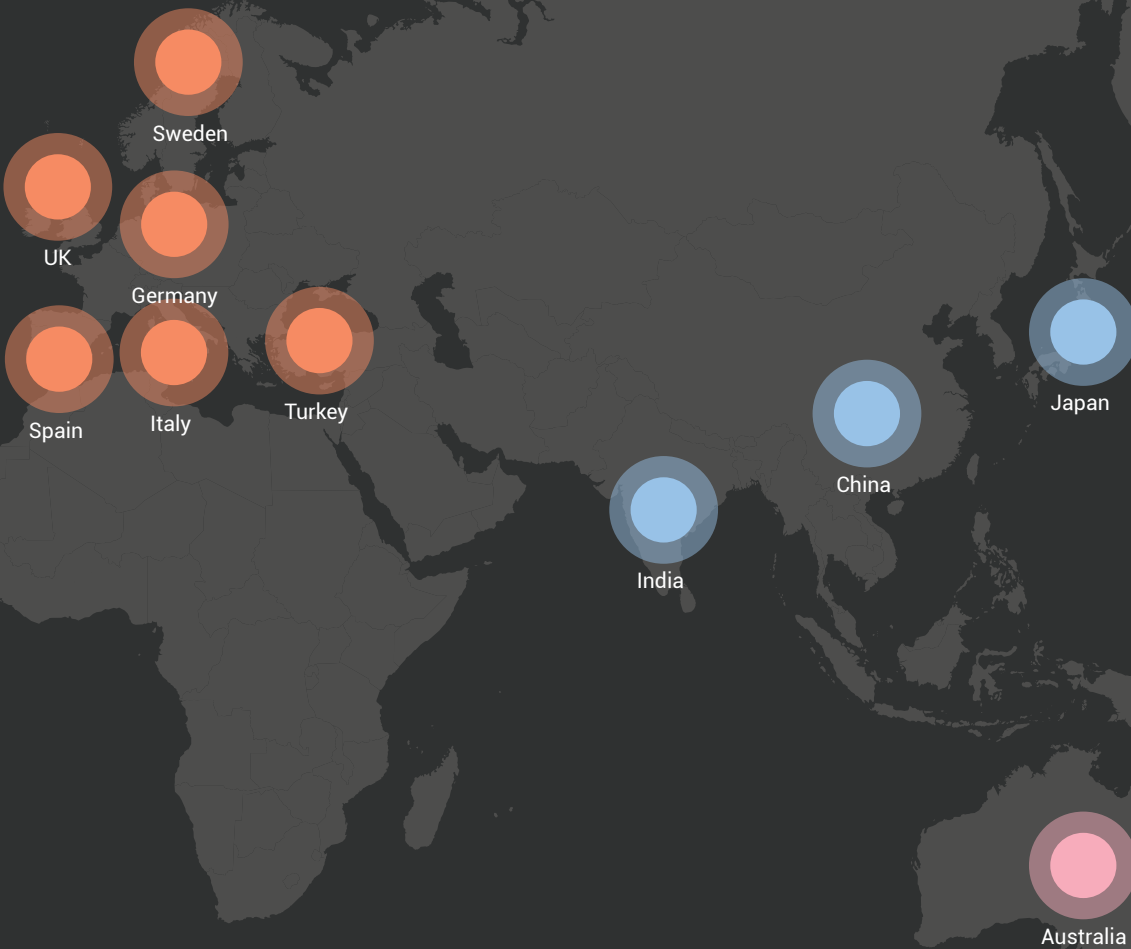 Sweden
UK
Germany
Spain
Italy
Turkey
Japan
China
India
Australia